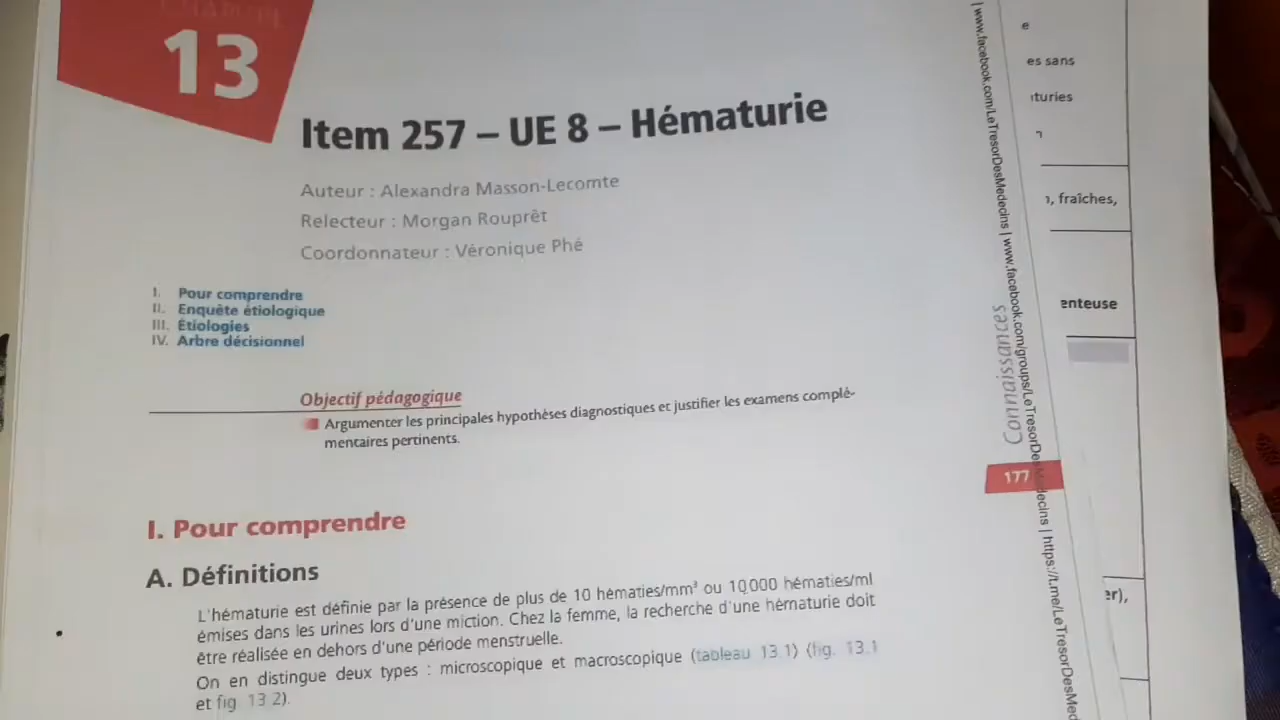 CHAPITRE
13
Item 257 – UE 8 – Hématurie
Auteur : Alexandra Masson-Lecomte
Relecteur : Morgan Rouprêt
Coordonnateur : Véronique Phé
I. Pour comprendre
II. Enquête étiologique
III. Étiologies
IV. Arbre décisionnel
Objectif pédagogique
Argumenter les principales hypothèses diagnostiques et justifier les examens complé-
mentaires pertinents.
I. Pour comprendre
A. Définitions
L'hématurie est définie par la présence de plus de 10 hématies/mm³ ou 10 000 hématies/ml
émises dans les urines lors d'une miction. Chez la femme, la recherche d'une hématurie doit
être réalisée en dehors d'une période menstruelle.
On en distingue deux types : microscopique et macroscopique (tableau 13.1) (fig. 13.1
et fig. 13.2).
Connaissances
177
| www.facebook.com/LeTresorDesMedecins | www.facebook.com/groups/LeTresorDesMedecins | https://t.me/LeTresorDesMed
e
es sans
turies
, fraîches,
enteuse
er),